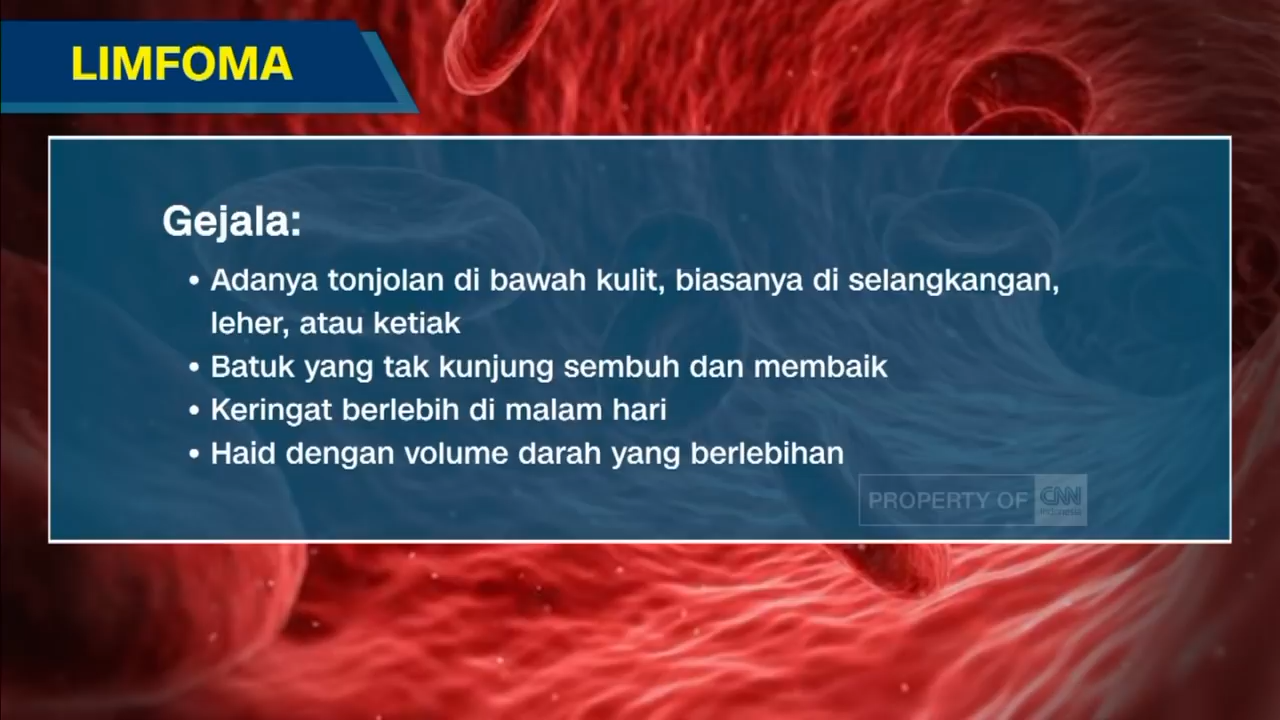 LIMFOMA
Gejala:
• Adanya tonjolan di bawah kulit, biasanya di selangkangan,
leher, atau ketiak
• Batuk yang tak kunjung sembuh dan membaik
• Keringat berlebih di malam hari
• Haid dengan volume darah yang berlebihan
PROPERTY OF CNN
Indonesia